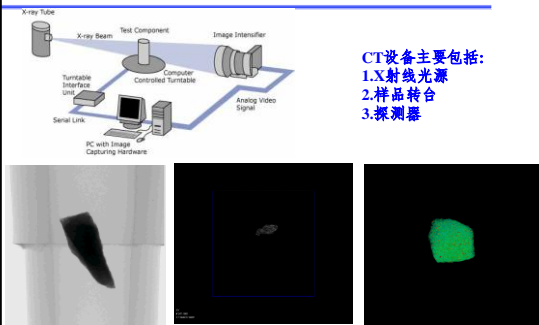 X-ray Tube
Test Component
X-ray Beam
Image Intensifier
Computer
Controlled Turntable
Turntable
Interface
Unit
Analog Video
Signal
Serial Link
PC with Image
Capturing Hardware
CT设备主要包括:
1.X射线光源
2.样品转台
3.探测器